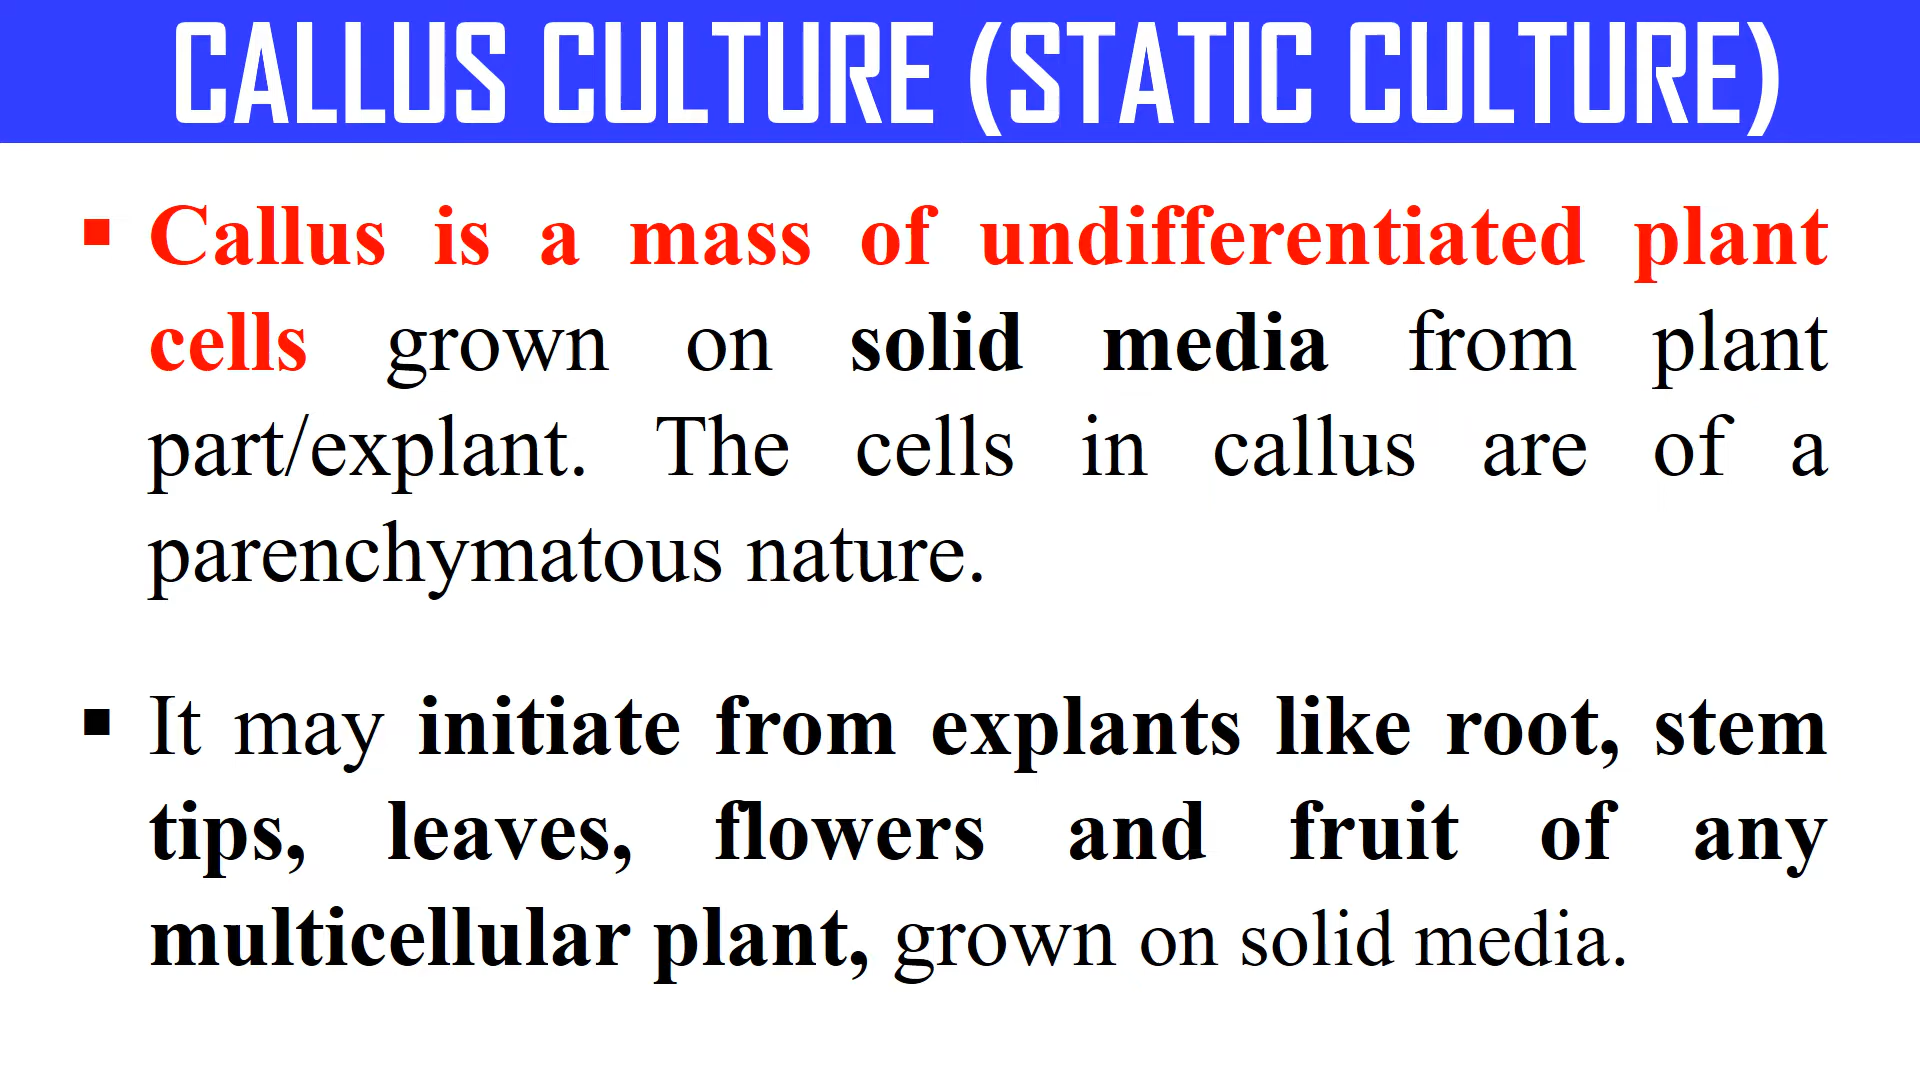 CALLUS CULTURE (STATIC CULTURE)
▪ Callus is a mass of undifferentiated plant
cells grown on solid media from plant
part/explant. The cells in callus are of a
parenchymatous nature.
▪ It may initiate from explants like root, stem
tips, leaves, flowers and fruit of any
multicellular plant, grown on solid media.